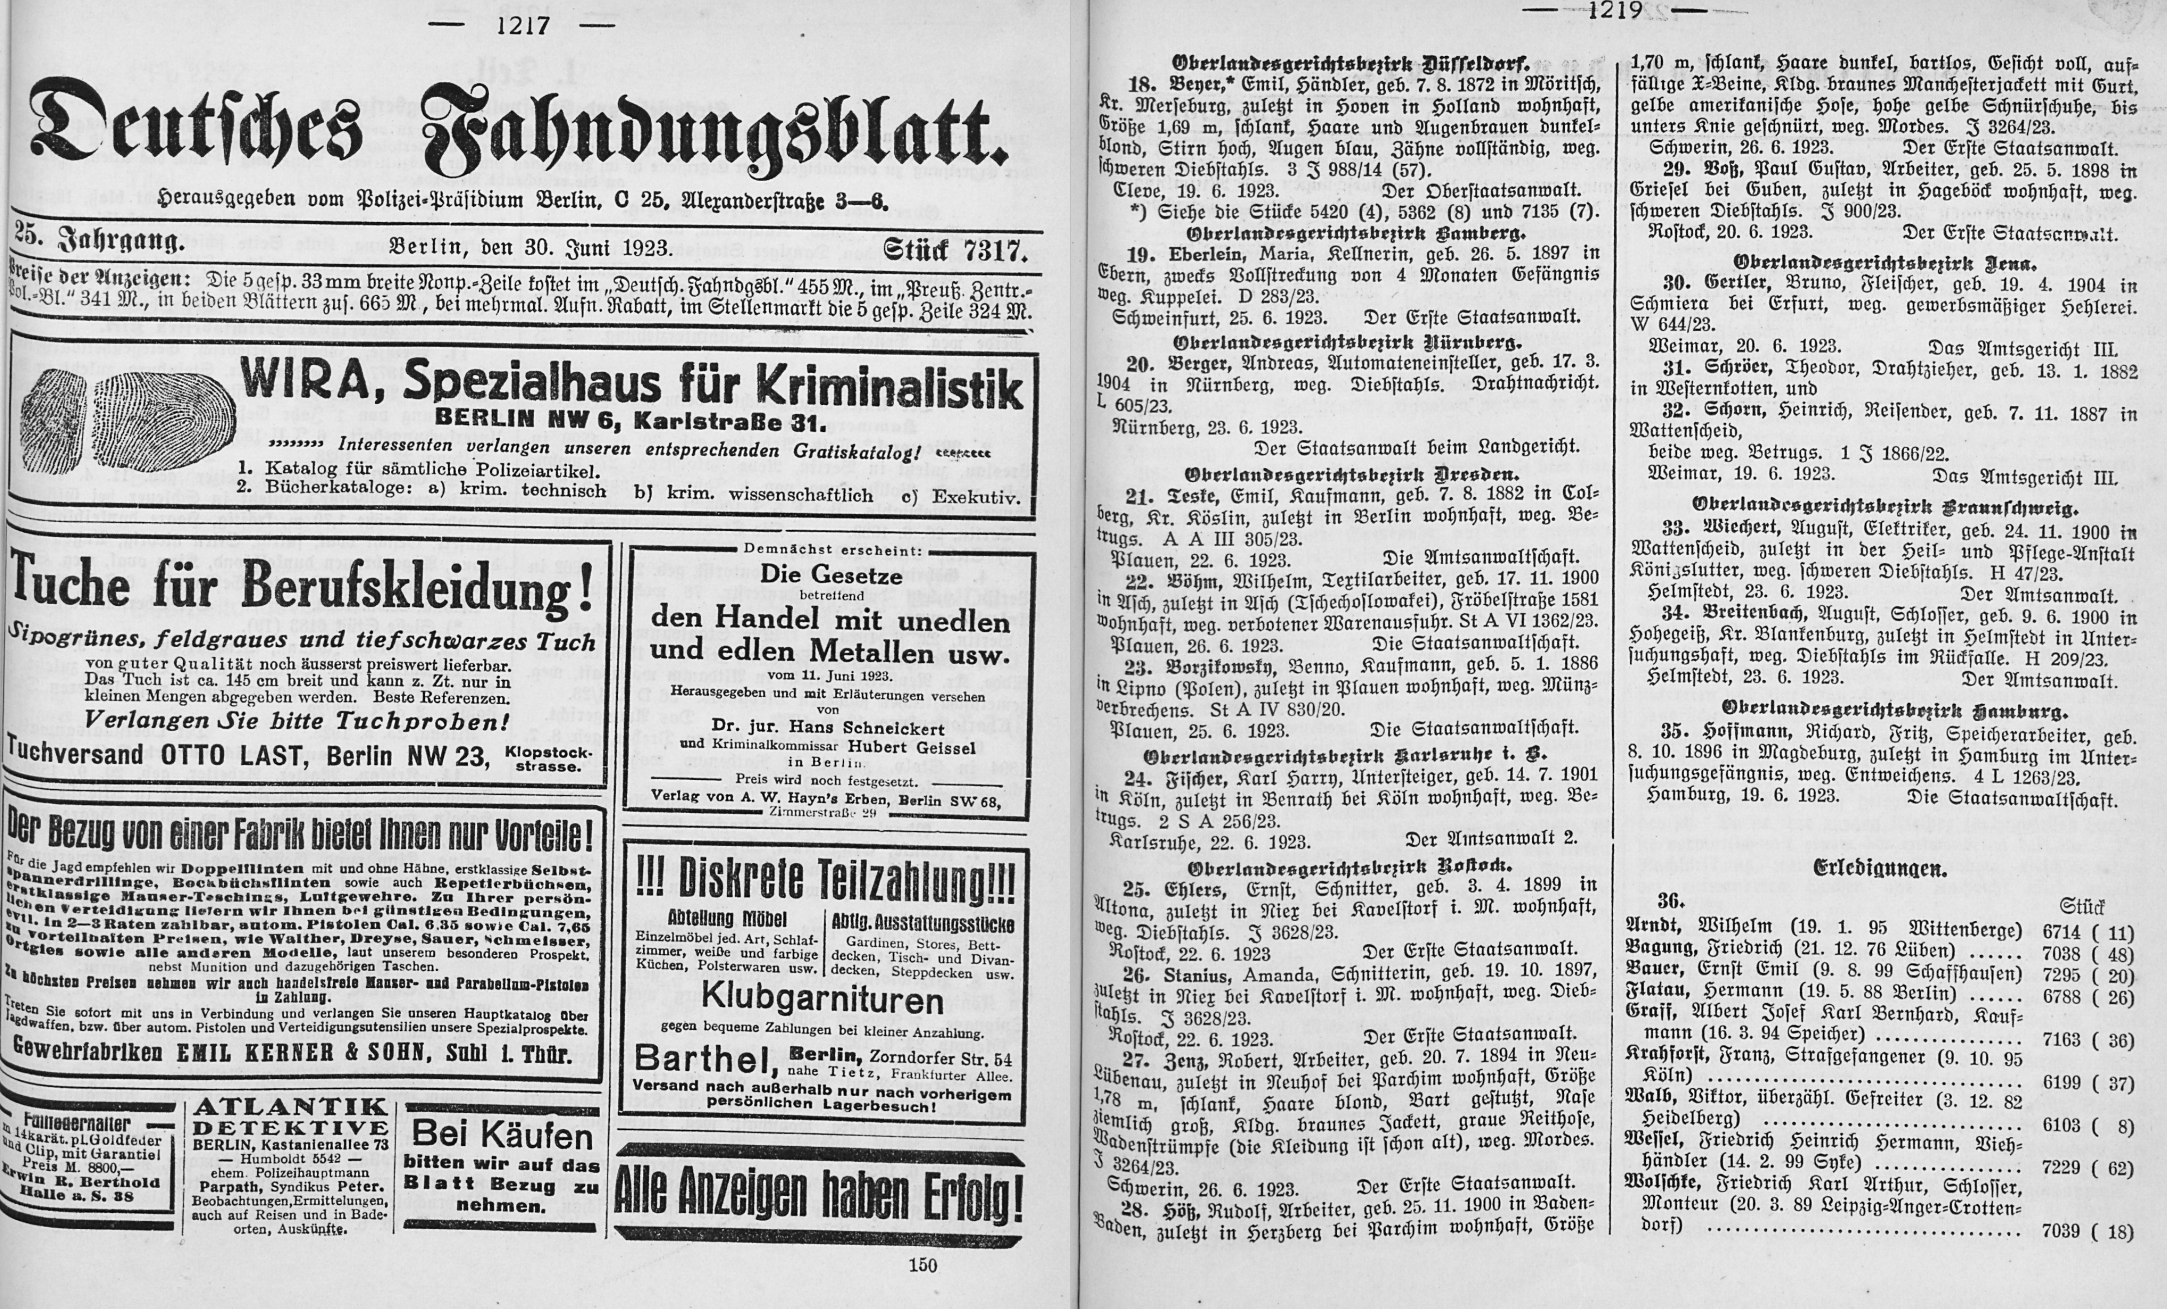 — 1217 —
Deutsches Fahndungsblatt.
Herausgegeben vom Polizei-Präsidium Berlin, C 25, Alexanderstraße 3—6.
25. Jahrgang. Berlin, den 30. Juni 1923. Stück 7317.
Preise der Anzeigen: Die 5 gesp. 33 mm breite Nonp.-Zeile kostet im „Deutsch. Fahndgsbl.“ 455 M., im „Preuß. Zentr.-
Pol.-Bl.“ 341 M., in beiden Blättern zus. 665 M, bei mehrmal. Aufn. Rabatt, im Stellenmarkt die 5 gesp. Zeile 324 M.
WIRA, Spezialhaus für Kriminalistik
BERLIN NW 6, Karlstraße 31.
Interessenten verlangen unseren entsprechenden Gratiskatalog!
1. Katalog für sämtliche Polizeiartikel.
2. Bücherkataloge: a) krim. technisch b) krim. wissenschaftlich c) Exekutiv.
Tuche für Berufskleidung!
Sipogrünes, feldgraues und tiefschwarzes Tuch
von guter Qualität noch äusserst preiswert lieferbar.
Das Tuch ist ca. 145 cm breit und kann z. Zt. nur in
kleinen Mengen abgegeben werden. Beste Referenzen.
Verlangen Sie bitte Tuchproben!
Tuchversand OTTO LAST, Berlin NW 23, Klopstock-
strasse.
Der Bezug von einer Fabrik bietet Ihnen nur Vorteile!
Für die Jagd empfehlen wir Doppelflinten mit und ohne Hähne, erstklassige Selbst-
spannerdrillinge, Bockbüchsflinten sowie auch Repetierbüchsen,
erstklassige Mauser-Teschings, Luftgewehre. Zu Ihrer persön-
lichen Verteidigung liefern wir Ihnen bei günstigen Bedingungen,
evtl. in 2—3 Raten zahlbar, autom. Pistolen Cal. 6.35 sowie Cal. 7,65
zu vorteilhaften Preisen, wie Walther, Dreyse, Sauer, Schmeisser,
Ortgies sowie alle anderen Modelle, laut unserem besonderen Prospekt,
nebst Munition und dazugehörigen Taschen.
Zu höchsten Preisen nehmen wir auch handelsfreie Mauser- und Parabellum-Pistolen
in Zahlung.
Treten Sie sofort mit uns in Verbindung und verlangen Sie unseren Hauptkatalog über
Jagdwaffen, bzw. über autom. Pistolen und Verteidigungsutensilien unsere Spezialprospekte.
Gewehrfabriken EMIL KERNER & SOHN, Suhl i. Thür.
Füllfederhalter
m 14karät. pl. Goldfeder
und Clip, mit Garantie!
Preis M. 8800,—
Erwin R. Berthold
Halle a. S. 38
ATLANTIK
DETEKTIVE
BERLIN, Kastanienallee 73
— Humboldt 5542 —
ehem. Polizeihauptmann
Parpath, Syndikus Peter.
Beobachtungen, Ermittelungen,
auch auf Reisen und in Bade-
orten, Auskünfte.
Bei Käufen
bitten wir auf das
Blatt Bezug zu
nehmen.
Demnächst erscheint:
Die Gesetze
betreffend
den Handel mit unedlen
und edlen Metallen usw.
vom 11. Juni 1923.
Herausgegeben und mit Erläuterungen versehen
von
Dr. jur. Hans Schneickert
und Kriminalkommissar Hubert Geissel
in Berlin.
Preis wird noch festgesetzt.
Verlag von A. W. Hayn's Erben, Berlin SW 68,
Zimmerstraße 29
!!! Diskrete Teilzahlung!!!
Abteilung Möbel
Einzelmöbel jed. Art, Schlaf-
zimmer, weiße und farbige
Küchen, Polsterwaren usw.
Abtlg. Ausstattungsstücke
Gardinen, Stores, Bett-
decken, Tisch- und Divan-
decken, Steppdecken usw.
Klubgarnituren
gegen bequeme Zahlungen bei kleiner Anzahlung.
Barthel, Berlin, Zorndorfer Str. 54
nahe Tietz, Frankfurter Allee.
Versand nach außerhalb nur nach vorherigem
persönlichen Lagerbesuch!
Alle Anzeigen haben Erfolg!
150
— 1219 —
Oberlandesgerichtsbezirk Düsseldorf.
18. Beyer,* Emil, Händler, geb. 7. 8. 1872 in Möritsch,
Kr. Merseburg, zuletzt in Hoven in Holland wohnhaft,
Größe 1,69 m, schlank, Haare und Augenbrauen dunkel-
blond, Stirn hoch, Augen blau, Zähne vollständig, weg.
schweren Diebstahls. 3 J 988/14 (57).
Cleve, 19. 6. 1923. Der Oberstaatsanwalt.
*) Siehe die Stücke 5420 (4), 5362 (8) und 7135 (7).
Oberlandesgerichtsbezirk Bamberg.
19. Eberlein, Maria, Kellnerin, geb. 26. 5. 1897 in
Ebern, zwecks Vollstreckung von 4 Monaten Gefängnis
weg. Kuppelei. D 283/23.
Schweinfurt, 25. 6. 1923. Der Erste Staatsanwalt.
Oberlandesgerichtsbezirk Nürnberg.
20. Berger, Andreas, Automateneinsteller, geb. 17. 3.
1904 in Nürnberg, weg. Diebstahls. Drahtnachricht.
L 605/23.
Nürnberg, 23. 6. 1923.
Der Staatsanwalt beim Landgericht.
Oberlandesgerichtsbezirk Dresden.
21. Teske, Emil, Kaufmann, geb. 7. 8. 1882 in Col-
berg, Kr. Köslin, zuletzt in Berlin wohnhaft, weg. Be-
trugs. A A III 305/23.
Plauen, 22. 6. 1923. Die Amtsanwaltschaft.
22. Böhm, Wilhelm, Textilarbeiter, geb. 17. 11. 1900
in Asch, zuletzt in Asch (Tschechoslowakei), Fröbelstraße 1581
wohnhaft, weg. verbotener Warenausfuhr. St A VI 1362/23.
Plauen, 26. 6. 1923. Die Staatsanwaltschaft.
23. Borzikowsky, Benno, Kaufmann, geb. 5. 1. 1886
in Lipno (Polen), zuletzt in Plauen wohnhaft, weg. Münz-
verbrechens. St A IV 830/20.
Plauen, 25. 6. 1923. Die Staatsanwaltschaft.
Oberlandesgerichtsbezirk Karlsruhe i. B.
24. Fischer, Karl Harry, Untersteiger, geb. 14. 7. 1901
in Köln, zuletzt in Benrath bei Köln wohnhaft, weg. Be-
trugs. 2 S A 256/23.
Karlsruhe, 22. 6. 1923. Der Amtsanwalt 2.
Oberlandesgerichtsbezirk Rostock.
25. Ehlers, Ernst, Schnitter, geb. 3. 4. 1899 in
Altona, zuletzt in Niex bei Kavelstorf i. M. wohnhaft,
weg. Diebstahls. J 3628/23.
Rostock, 22. 6. 1923 Der Erste Staatsanwalt.
26. Stanius, Amanda, Schnitterin, geb. 19. 10. 1897,
zuletzt in Niex bei Kavelstorf i. M. wohnhaft, weg. Dieb-
stahls. J 3628/23.
Rostock, 22. 6. 1923. Der Erste Staatsanwalt.
27. Jenz, Robert, Arbeiter, geb. 20. 7. 1894 in Neu-
Lübenau, zuletzt in Neuhof bei Parchim wohnhaft, Größe
1,78 m, schlank, Haare blond, Bart gestutzt, Nase
ziemlich groß, Kldg. braunes Jackett, graue Reithose,
Wadenstrümpfe (die Kleidung ist schon alt), weg. Mordes.
J 3264/23.
Schwerin, 26. 6. 1923. Der Erste Staatsanwalt.
28. Höß, Rudolf, Arbeiter, geb. 25. 11. 1900 in Baden-
Baden, zuletzt in Herzberg bei Parchim wohnhaft, Größe
1,70 m, schlank, Haare dunkel, bartlos, Gesicht voll, auf-
fällige X-Beine, Kldg. braunes Manchesterjackett mit Gurt,
gelbe amerikanische Hose, hohe gelbe Schnürschuhe, bis
unters Knie geschnürt, weg. Mordes. J 3264/23.
Schwerin, 26. 6. 1923. Der Erste Staatsanwalt.
29. Voß, Paul Gustav, Arbeiter, geb. 25. 5. 1898 in
Griesel bei Guben, zuletzt in Hageböck wohnhaft, weg.
schweren Diebstahls. J 900/23.
Rostock, 20. 6. 1923. Der Erste Staatsanwalt.
Oberlandesgerichtsbezirk Jena.
30. Gertler, Bruno, Fleischer, geb. 19. 4. 1904 in
Schmiera bei Erfurt, weg. gewerbsmäßiger Hehlerei.
W 644/23.
Weimar, 20. 6. 1923. Das Amtsgericht III.
31. Schröer, Theodor, Drahtzieher, geb. 13. 1. 1882
in Westernkotten, und
32. Schorn, Heinrich, Reisender, geb. 7. 11. 1887 in
Wattenscheid,
beide weg. Betrugs. 1 J 1866/22.
Weimar, 19. 6. 1923. Das Amtsgericht III.
Oberlandesgerichtsbezirk Braunschweig.
33. Wiechert, August, Elektriker, geb. 24. 11. 1900 in
Wattenscheid, zuletzt in der Heil- und Pflege-Anstalt
Königslutter, weg. schweren Diebstahls. H 47/23.
Helmstedt, 23. 6. 1923. Der Amtsanwalt.
34. Breitenbach, August, Schlosser, geb. 9. 6. 1900 in
Hohegeiß, Kr. Blankenburg, zuletzt in Helmstedt in Unter-
suchungshaft, weg. Diebstahls im Rückfalle. H 209/23.
Helmstedt, 23. 6. 1923. Der Amtsanwalt.
Oberlandesgerichtsbezirk Hamburg.
35. Hoffmann, Richard, Fritz, Speicherarbeiter, geb.
8. 10. 1896 in Magdeburg, zuletzt in Hamburg im Unter-
suchungsgefängnis, weg. Entweichens. 4 L 1263/23.
Hamburg, 19. 6. 1923. Die Staatsanwaltschaft.
Erledigungen.
36. Stück
Arndt, Wilhelm (19. 1. 95 Wittenberge) 6714 ( 11)
Bagung, Friedrich (21. 12. 76 Lüben) ...... 7038 ( 48)
Bauer, Ernst Emil (9. 8. 99 Schaffhausen) 7295 ( 20)
Flatau, Hermann (19. 5. 88 Berlin) ...... 6788 ( 26)
Graff, Albert Josef Karl Bernhard, Kauf-
mann (16. 3. 94 Speicher) ................ 7163 ( 36)
Krahforst, Franz, Strafgefangener (9. 10. 95
Köln) ................................... 6199 ( 37)
Walb, Viktor, überzähl. Gefreiter (3. 12. 82
Heidelberg) ............................. 6103 ( 8)
Wessel, Friedrich Heinrich Hermann, Vieh-
händler (14. 2. 99 Syke) ................ 7229 ( 62)
Wolschke, Friedrich Karl Arthur, Schlosser,
Monteur (20. 3. 89 Leipzig-Anger-Crotten-
dorf) ................................... 7039 ( 18)